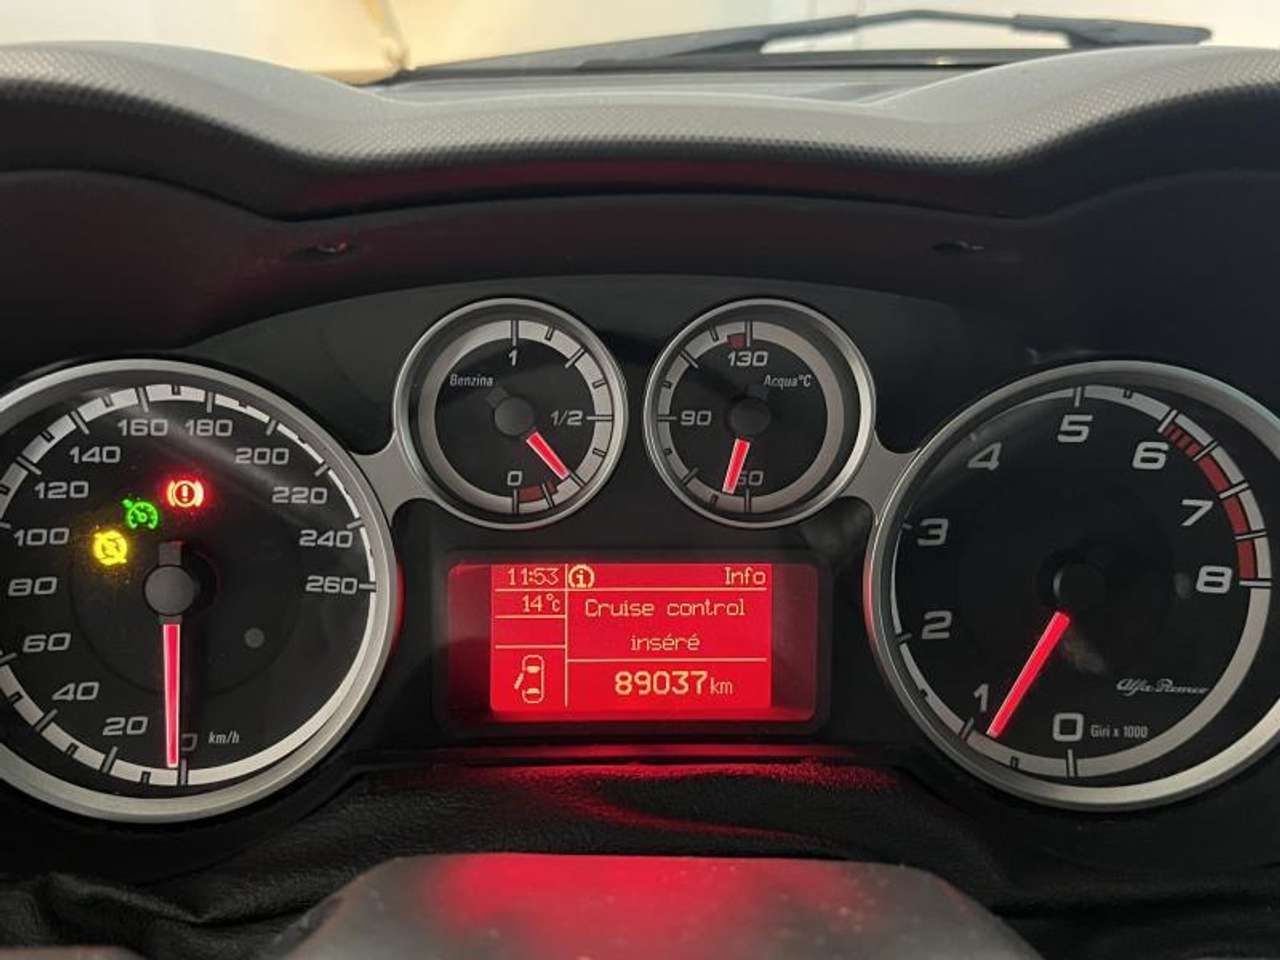 160 180
140 200
120 220
100 240
80 260
60
40
20
0 km/h
1
Benzina
1/2
0
130
Acqua°C
90
50
11:53 i Info
14°c
Cruise control
inséré
89037 km
5
4 6
3 7
8
2
1
0 Giri x 1000
Alfa Romeo